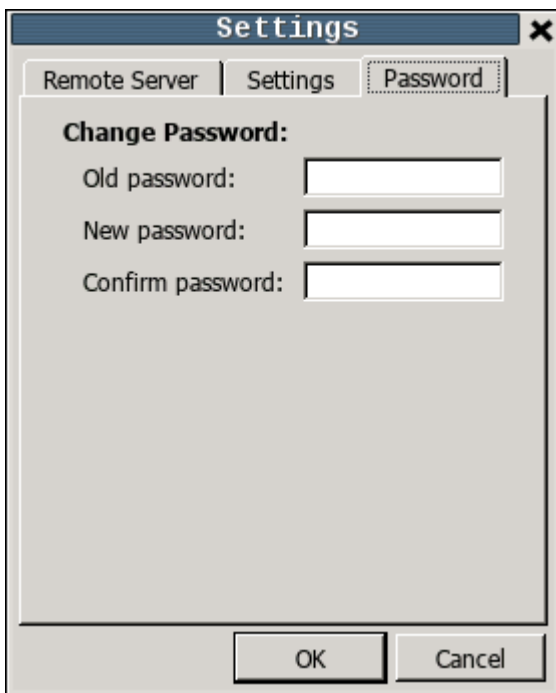 Settings
Remote Server Settings Password
Change Password:
Old password:
New password:
Confirm password:
OK Cancel